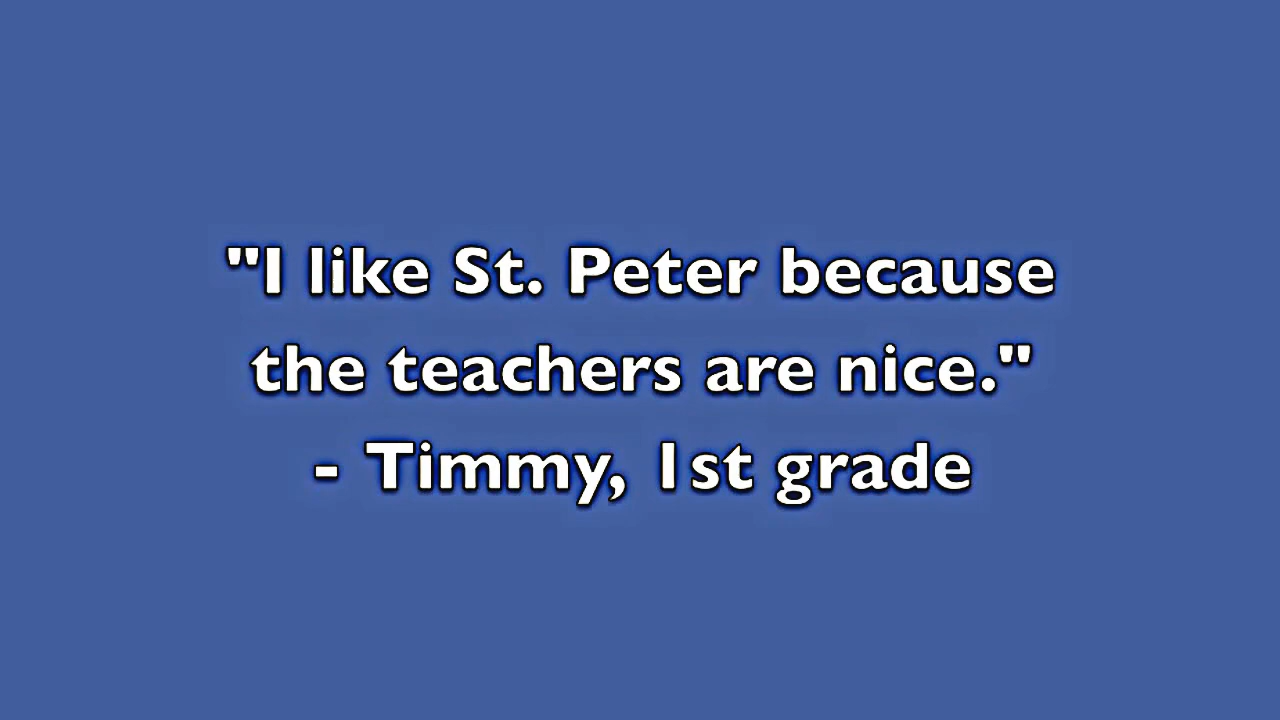 "I like St. Peter because
the teachers are nice."
- Timmy, 1st grade